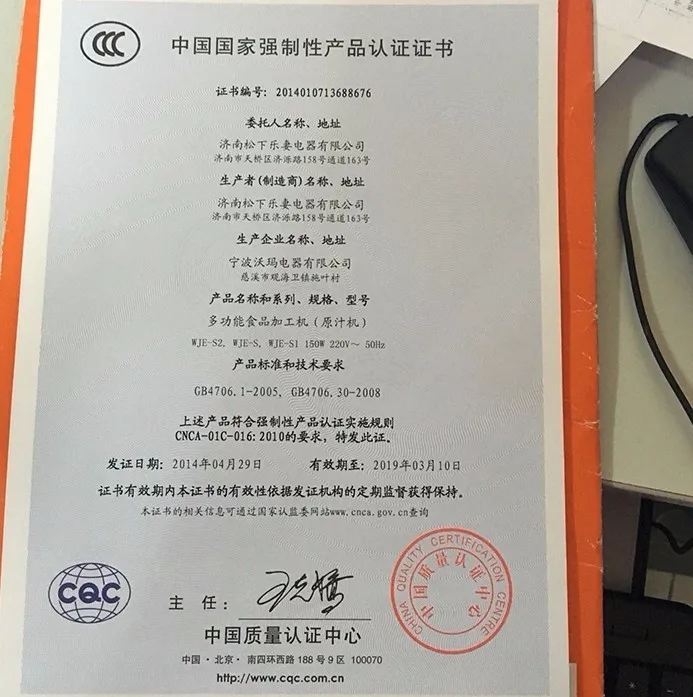 中国国家强制性产品认证证书
证书编号: 2014010713688676
委托人名称、地址
济南松下乐妻电器有限公司
济南市天桥区济泺路158号通道163号
生产者(制造商)名称、地址
济南松下乐妻电器有限公司
济南市天桥区济泺路158号通道163号
生产企业名称、地址
宁波沃玛电器有限公司
慈溪市观海卫镇施叶村
产品名称和系列、规格、型号
多功能食品加工机(原汁机)
WJE-S2, WJE-S, WJE-S1 150W 220V~ 50Hz
产品标准和技术要求
GB4706.1-2005, GB4706.30-2008
上述产品符合强制性产品认证实施规则
CNCA-01C-016:2010的要求,特发此证。
发证日期: 2014年04月29日 有效期至: 2019年03月10日
证书有效期内本证书的有效性依据发证机构的定期监督获得保持。
本证书的相关信息可通过国家认监委网站www.cnca.gov.cn查询
CQC
主 任:
中国质量认证中心
中国·北京·南四环西路188号9区 100070
http://www.cqc.com.cn
CHINA QUALITY CERTIFICATION CENTRE
中国质量认证中心